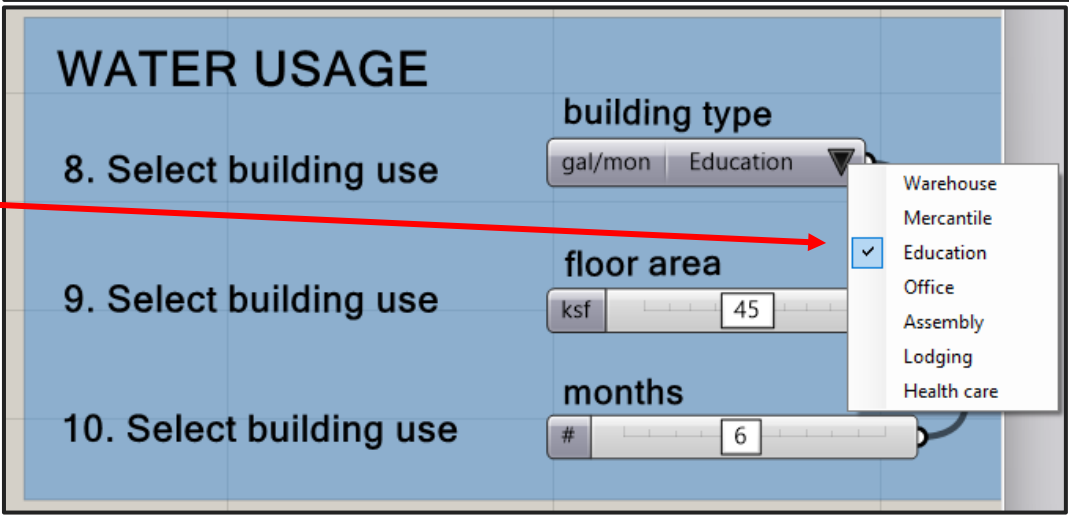 WATER USAGE
building type
8. Select building use
gal/mon Education
Warehouse
Mercantile
Education
Office
Assembly
Lodging
Health care
floor area
9. Select building use
ksf 45
months
10. Select building use
# 6